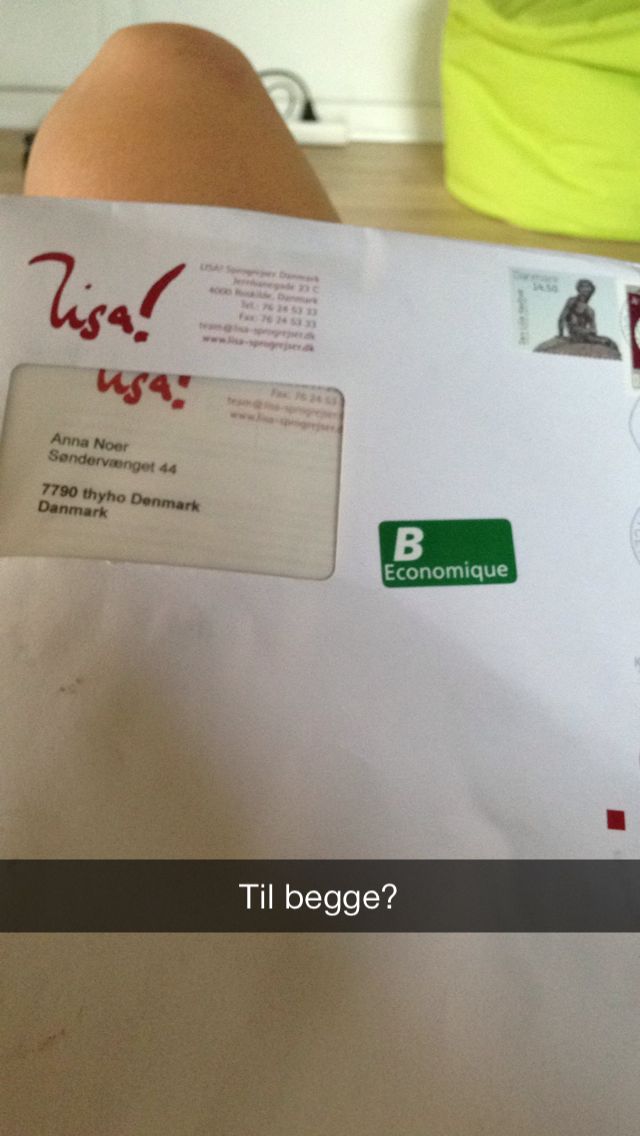 Lisa!
LISA! Sprogrejser Danmark
Jernbanegade 23 C
4000 Roskilde, Danmark
Tel.: 76 24 53 33
Fax: 76 24 53 33
team@lisa-sprogrejser.dk
www.lisa-sprogrejser.dk
Danmark
14.50
Lisa!
Fax: 76 24 53
team@lisa-sprogrejser
www.lisa-sprogrejser.d
Anna Noer
Søndervænget 44
7790 thyho Denmark
Danmark
B
Economique
Til begge?